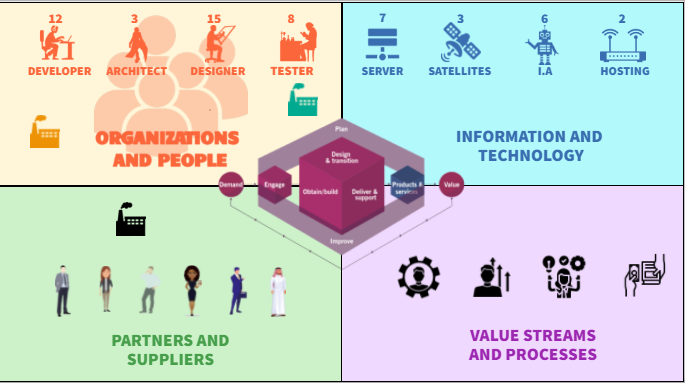 12 3 15 8
DEVELOPER ARCHITECT DESIGNER TESTER
ORGANIZATIONS
AND PEOPLE
7 3 6 2
SERVER SATELLITES I.A HOSTING
INFORMATION AND
TECHNOLOGY
Plan
Design
& transition
Demand Engage Obtain/build Deliver &
support Products &
services Value
Improve
PARTNERS AND
SUPPLIERS
VALUE STREAMS
AND PROCESSES